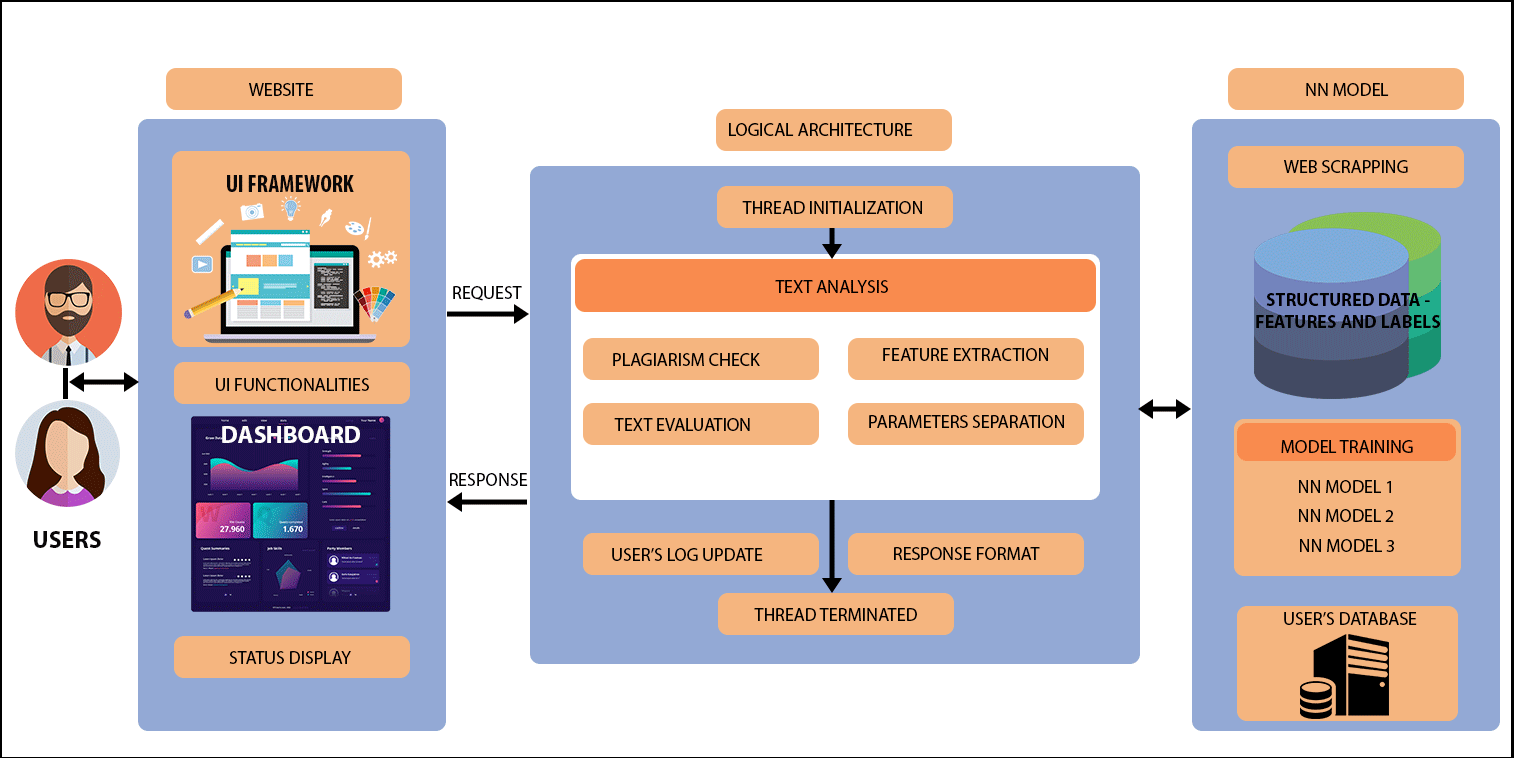 WEBSITE
UI FRAMEWORK
UI FUNCTIONALITIES
DASHBOARD
27.960
1.670
STATUS DISPLAY
USERS
REQUEST
RESPONSE
LOGICAL ARCHITECTURE
THREAD INITIALIZATION
TEXT ANALYSIS
PLAGIARISM CHECK
FEATURE EXTRACTION
TEXT EVALUATION
PARAMETERS SEPARATION
USER'S LOG UPDATE
RESPONSE FORMAT
THREAD TERMINATED
NN MODEL
WEB SCRAPPING
STRUCTURED DATA -
FEATURES AND LABELS
MODEL TRAINING
NN MODEL 1
NN MODEL 2
NN MODEL 3
USER'S DATABASE